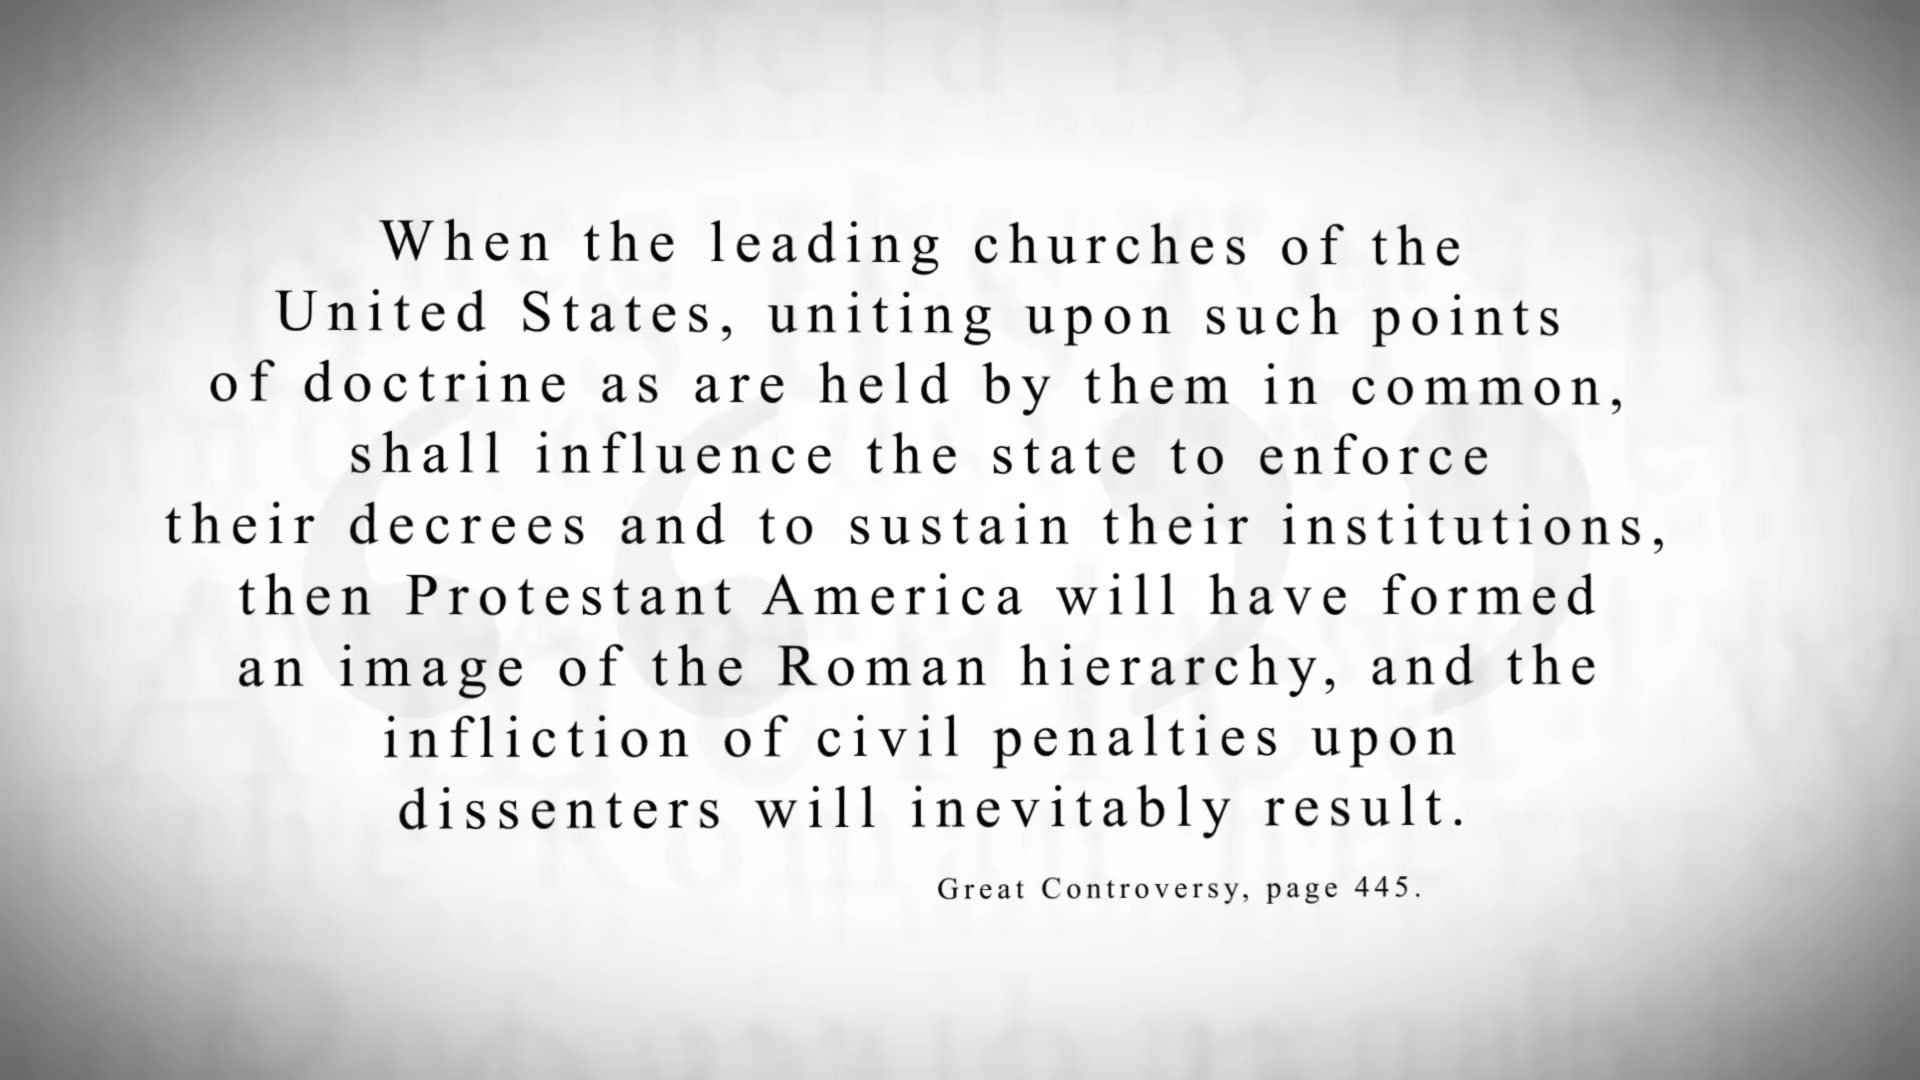 When the leading churches of the
United States, uniting upon such points
of doctrine as are held by them in common,
shall influence the state to enforce
their decrees and to sustain their institutions,
then Protestant America will have formed
an image of the Roman hierarchy, and the
infliction of civil penalties upon
dissenters will inevitably result.
Great Controversy, page 445.